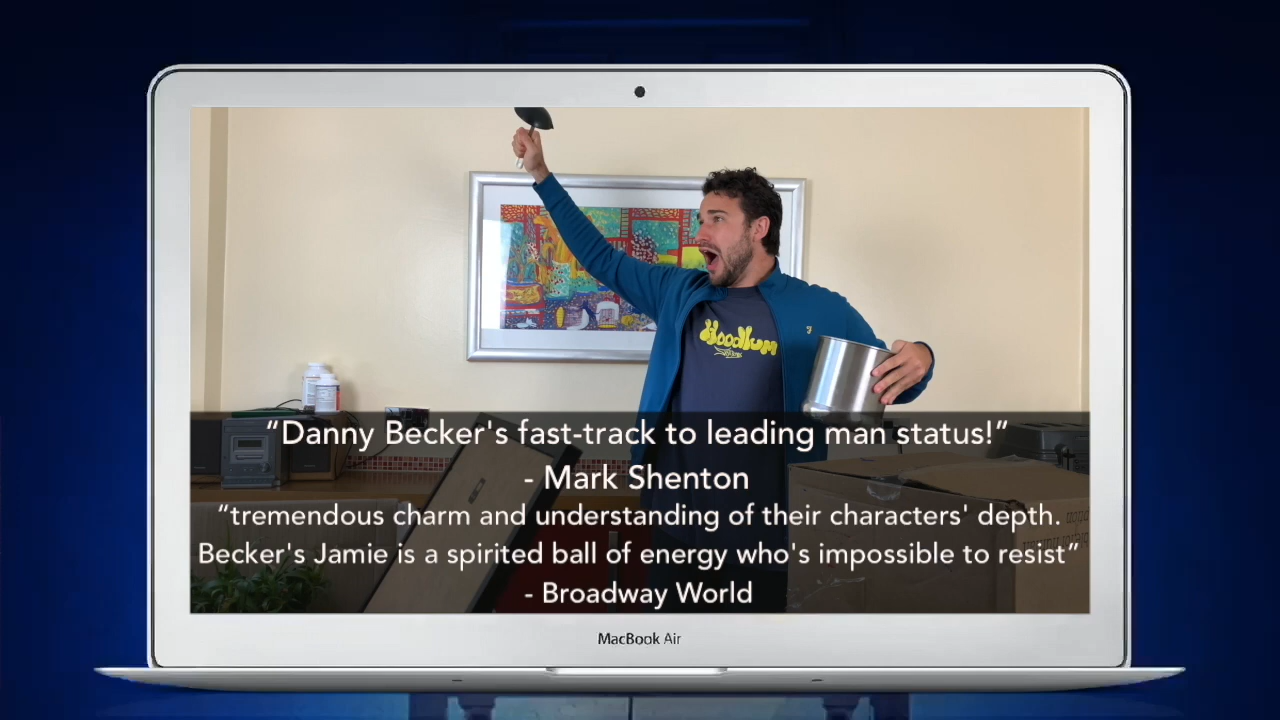 Hoodlum
“Danny Becker's fast-track to leading man status!”
- Mark Shenton
“tremendous charm and understanding of their characters' depth.
Becker's Jamie is a spirited ball of energy who's impossible to resist”
- Broadway World
MacBook Air